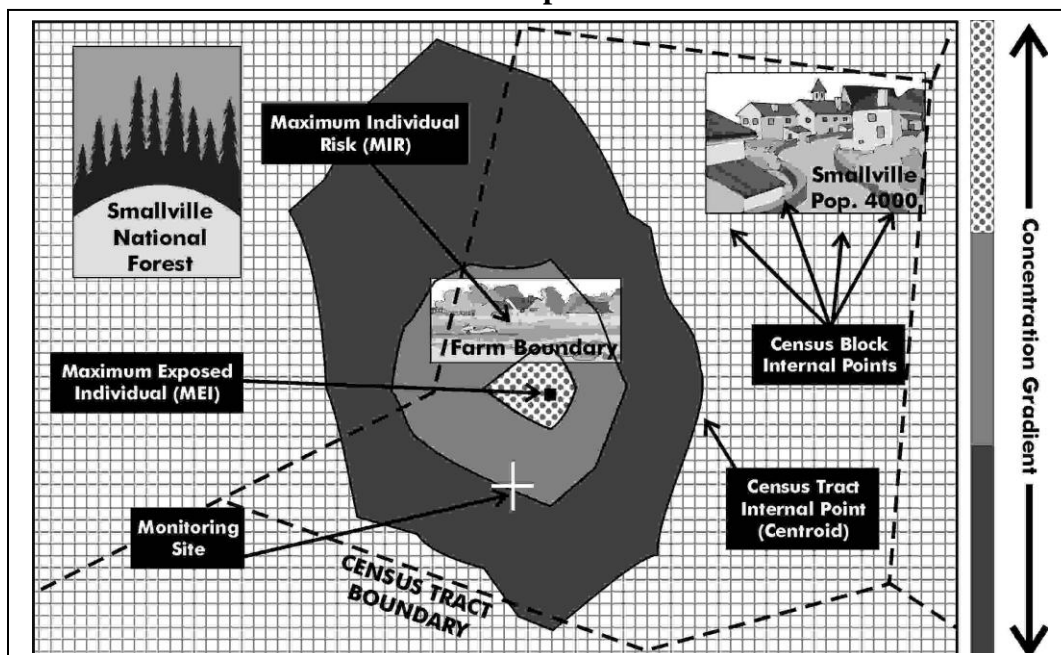 Smallville
National
Forest
Maximum Individual
Risk (MIR)
Smallville
Pop. 4000
Farm Boundary
Census Block
Internal Points
Maximum Exposed
Individual (MEI)
Census Tract
Internal Point
(Centroid)
Monitoring
Site
CENSUS TRACT
BOUNDARY
Concentration Gradient